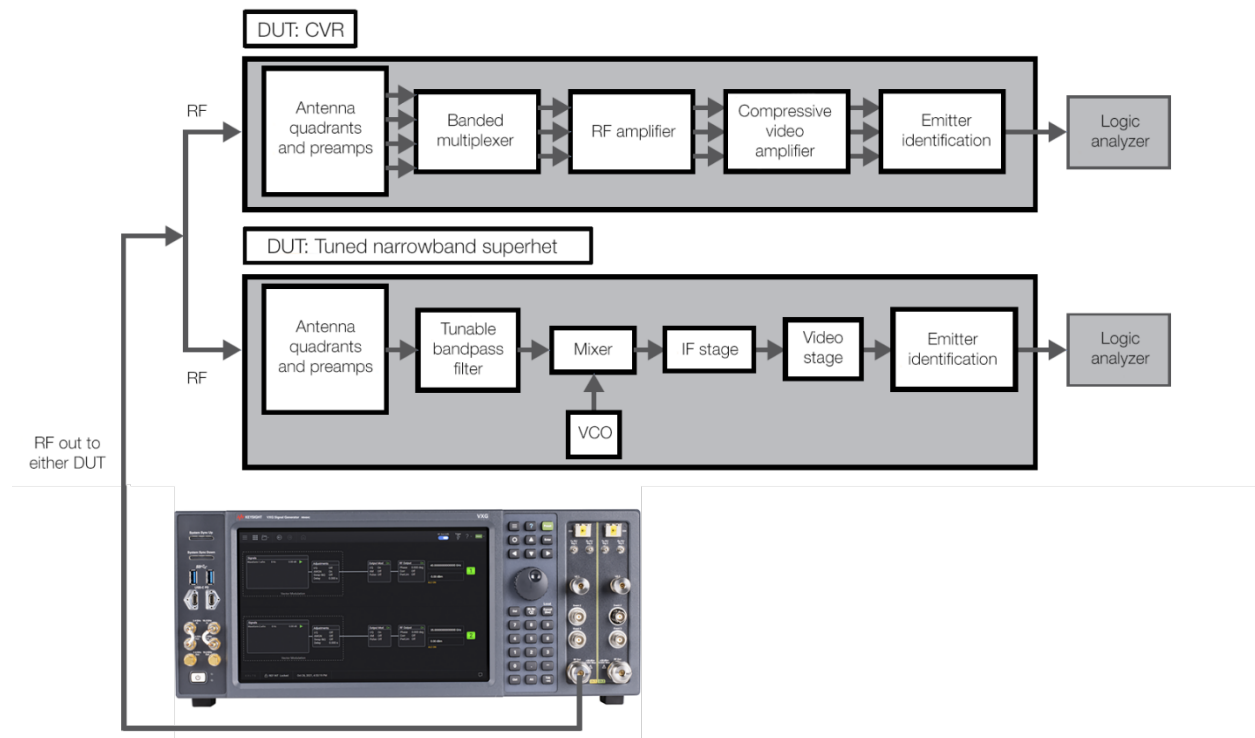 DUT: CVR
RF
Antenna
quadrants
and preamps
Banded
multiplexer
RF amplifier
Compressive
video
amplifier
Emitter
identification
Logic
analyzer
DUT: Tuned narrowband superhet
Antenna
quadrants
and preamps
Tunable
bandpass
filter
Mixer
IF stage
Video
stage
Emitter
identification
Logic
analyzer
RF
VCO
RF out to
either DUT
VXG
1
2